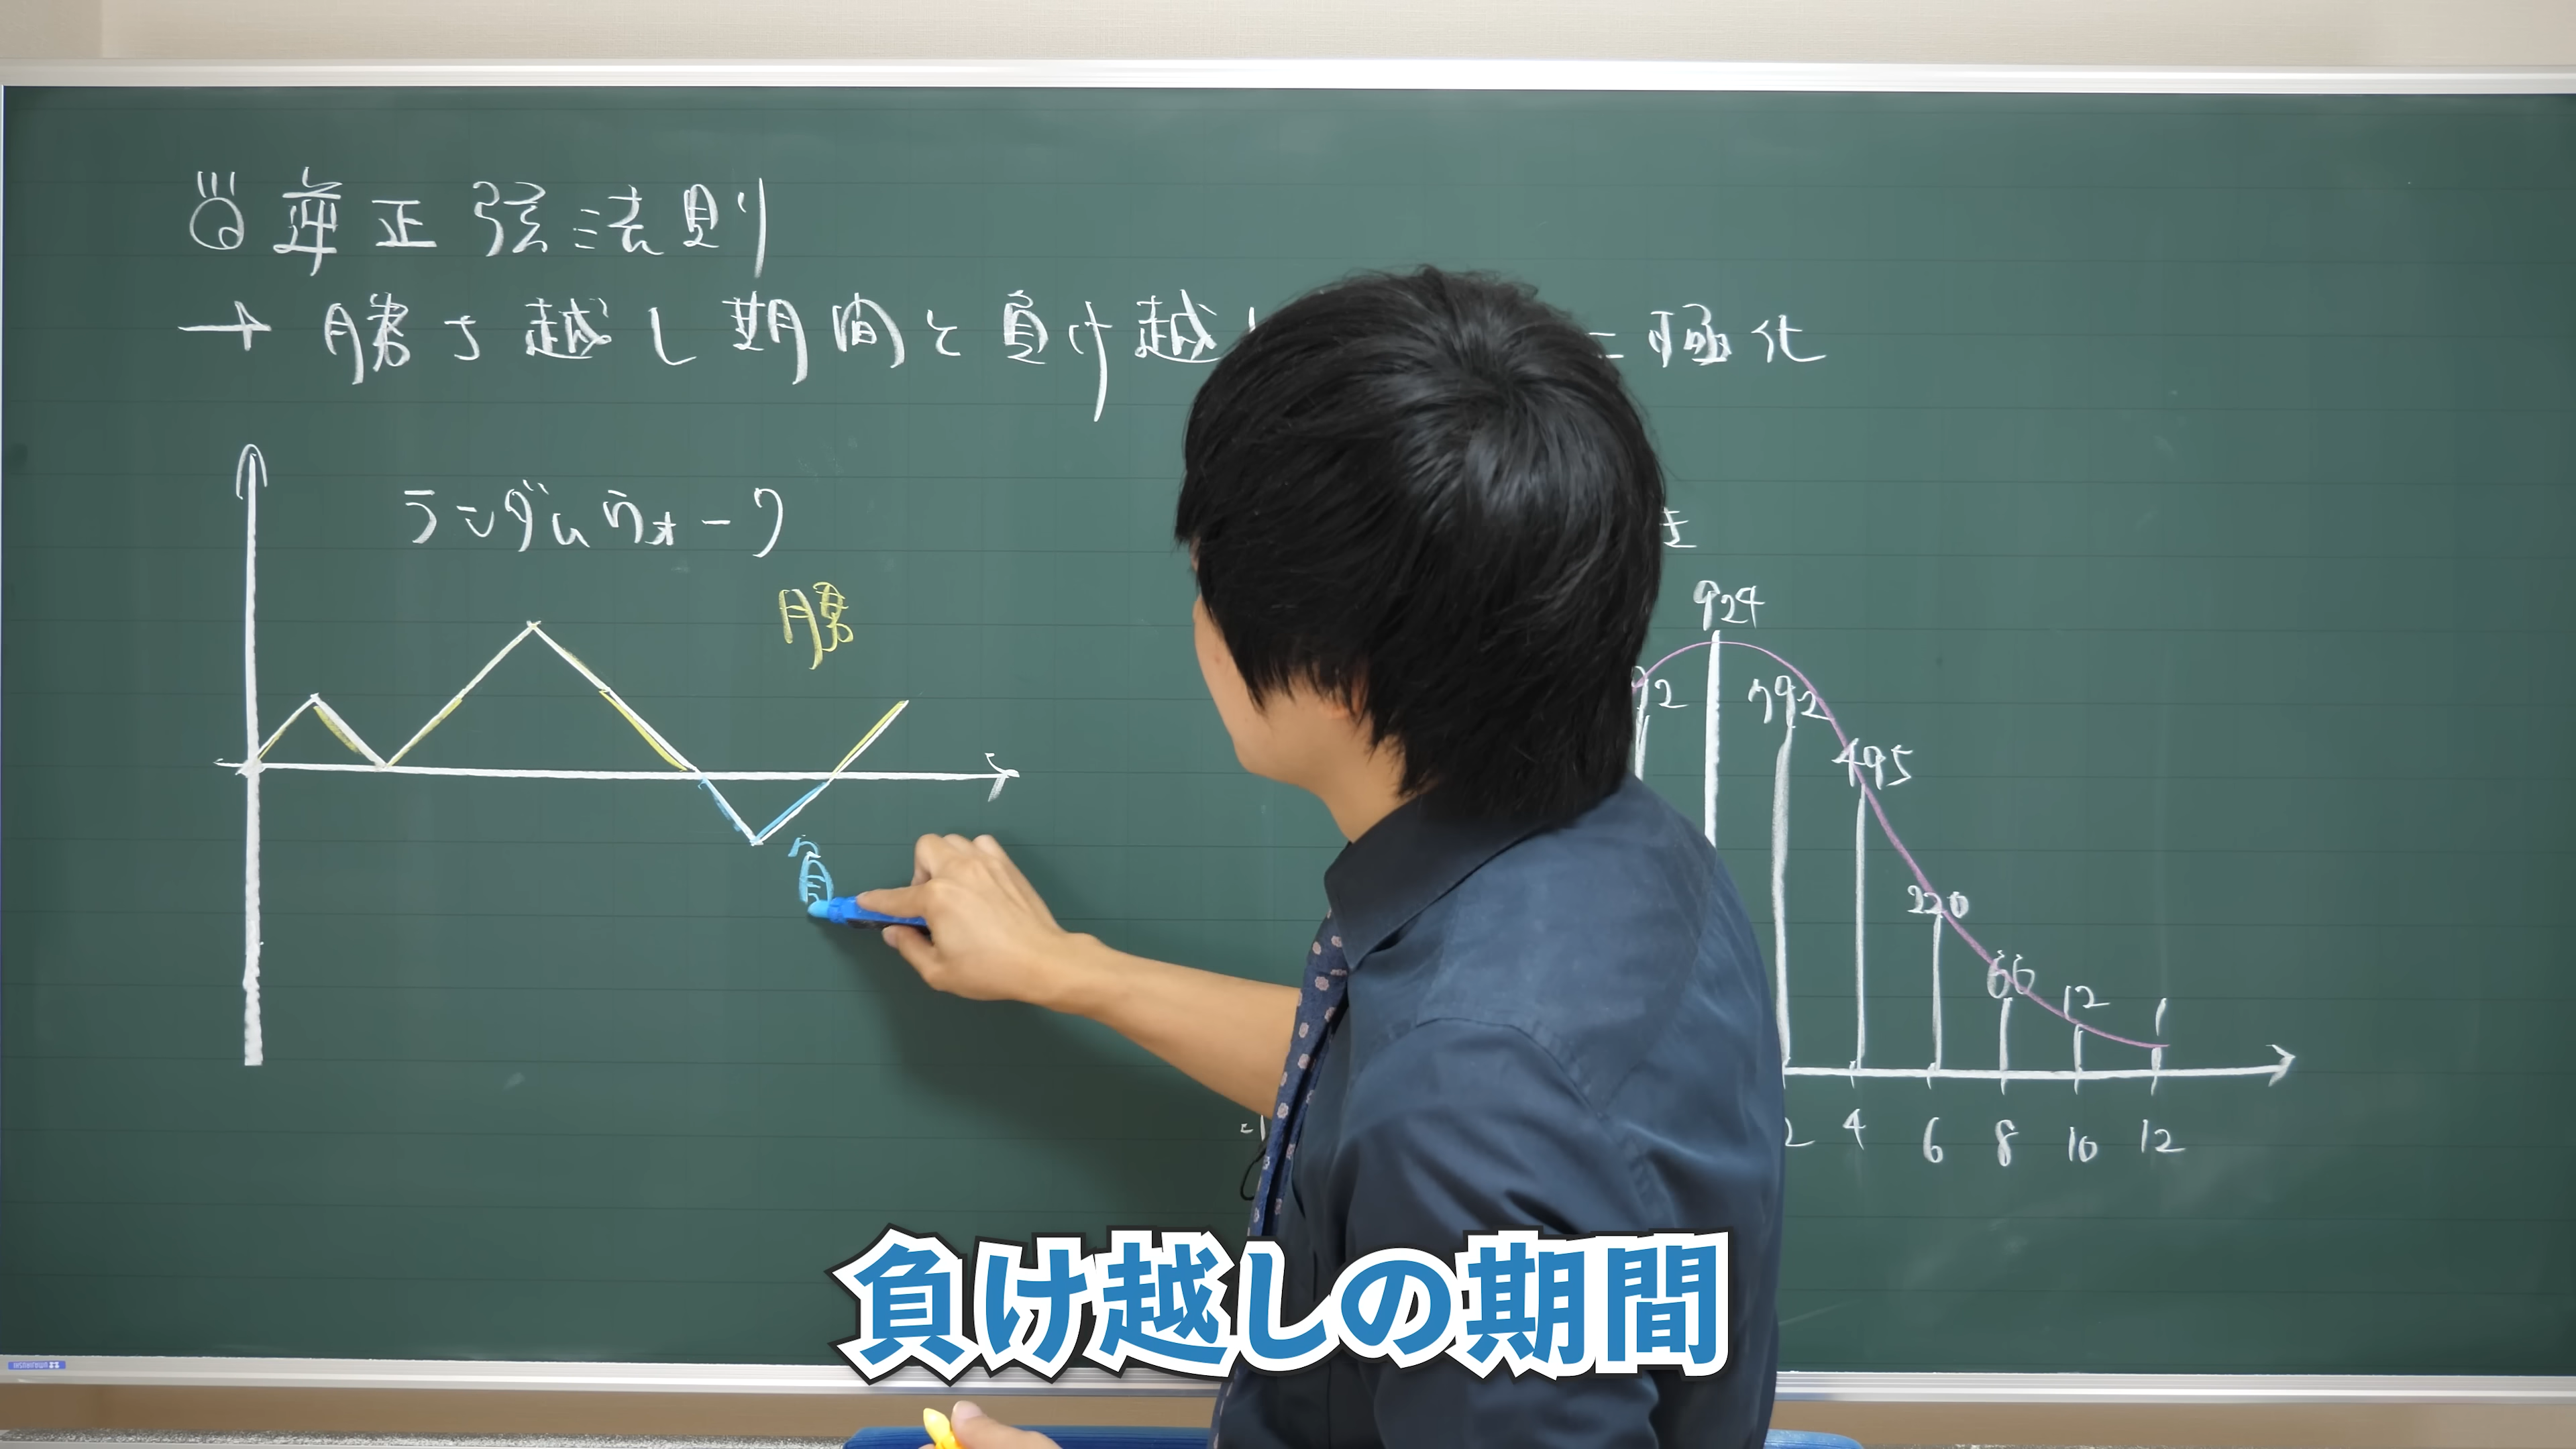 逆正弦法則
→ 勝ち越し期間と負け越し
極化
ランダムウォーク
勝
負
924
792
495
220
66
12
1
2 4 6 8 10 12
負け越しの期間